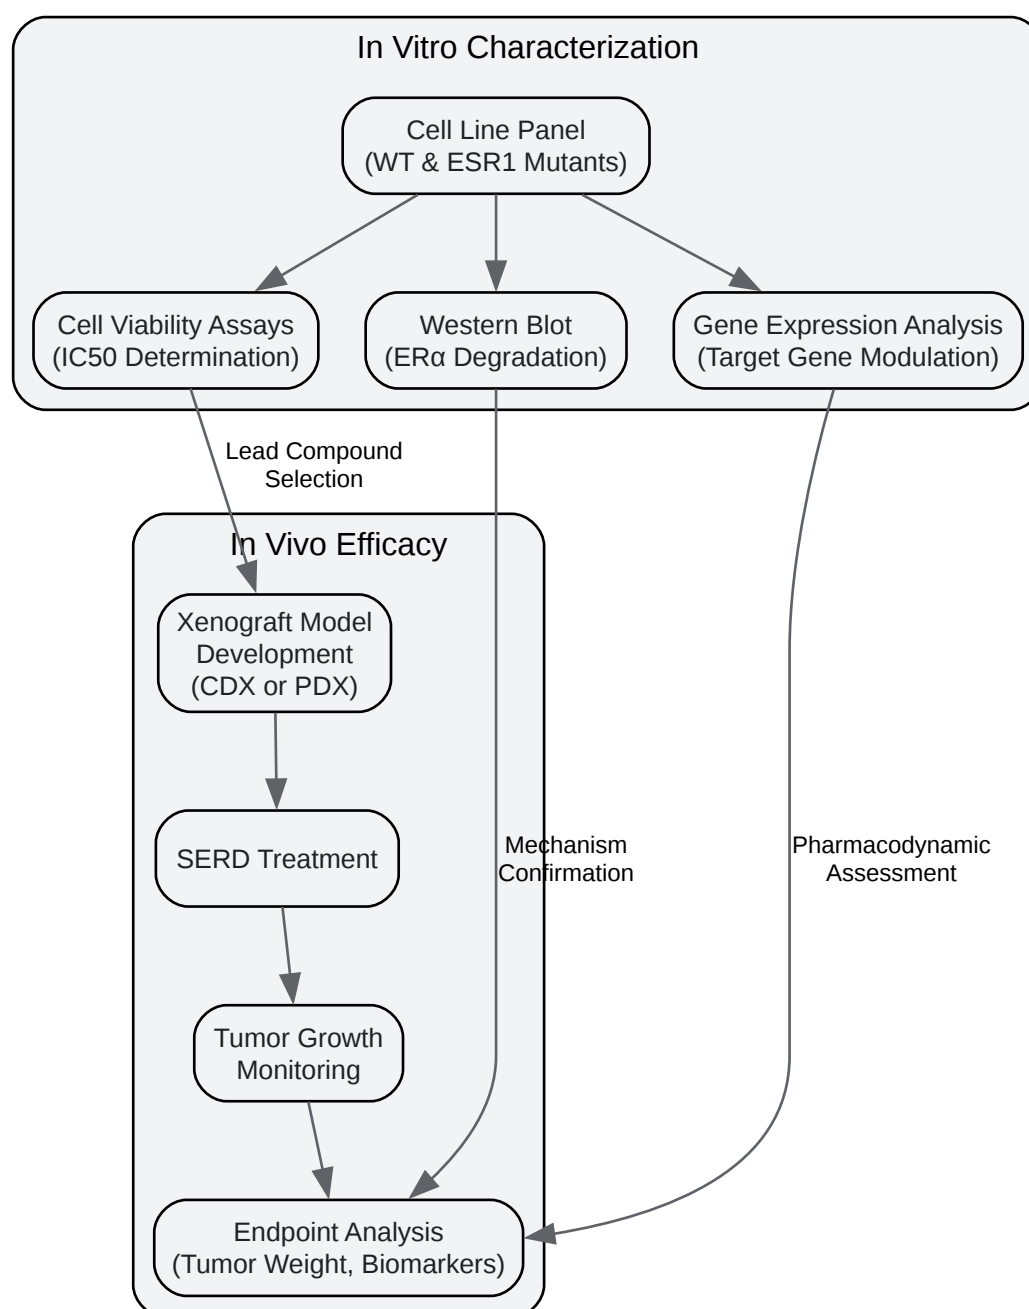 In Vitro Characterization
Cell Line Panel
(WT & ESR1 Mutants)
Cell Viability Assays
(IC50 Determination)
Western Blot
(ERα Degradation)
Gene Expression Analysis
(Target Gene Modulation)
Lead Compound
Selection
In Vivo Efficacy
Xenograft Model
Development
(CDX or PDX)
SERD Treatment
Mechanism
Confirmation
Pharmacodynamic
Assessment
Tumor Growth
Monitoring
Endpoint Analysis
(Tumor Weight, Biomarkers)